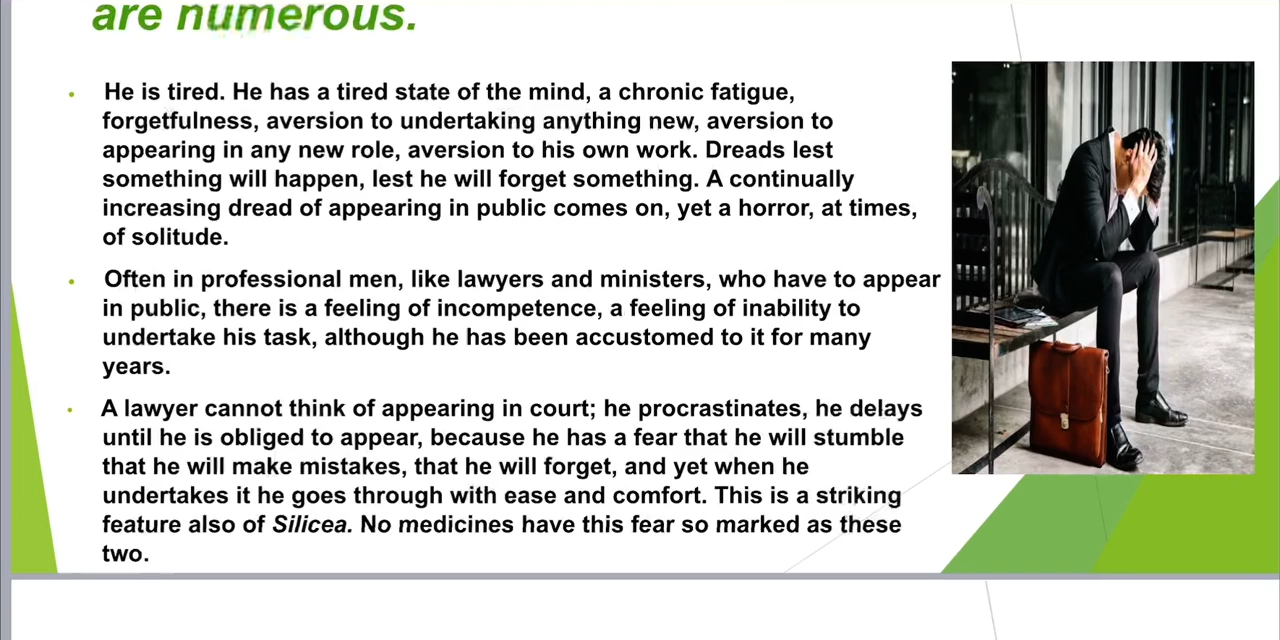 are numerous.
• He is tired. He has a tired state of the mind, a chronic fatigue,
forgetfulness, aversion to undertaking anything new, aversion to
appearing in any new role, aversion to his own work. Dreads lest
something will happen, lest he will forget something. A continually
increasing dread of appearing in public comes on, yet a horror, at times,
of solitude.
• Often in professional men, like lawyers and ministers, who have to appear
in public, there is a feeling of incompetence, a feeling of inability to
undertake his task, although he has been accustomed to it for many
years.
• A lawyer cannot think of appearing in court; he procrastinates, he delays
until he is obliged to appear, because he has a fear that he will stumble
that he will make mistakes, that he will forget, and yet when he
undertakes it he goes through with ease and comfort. This is a striking
feature also of Silicea. No medicines have this fear so marked as these
two.